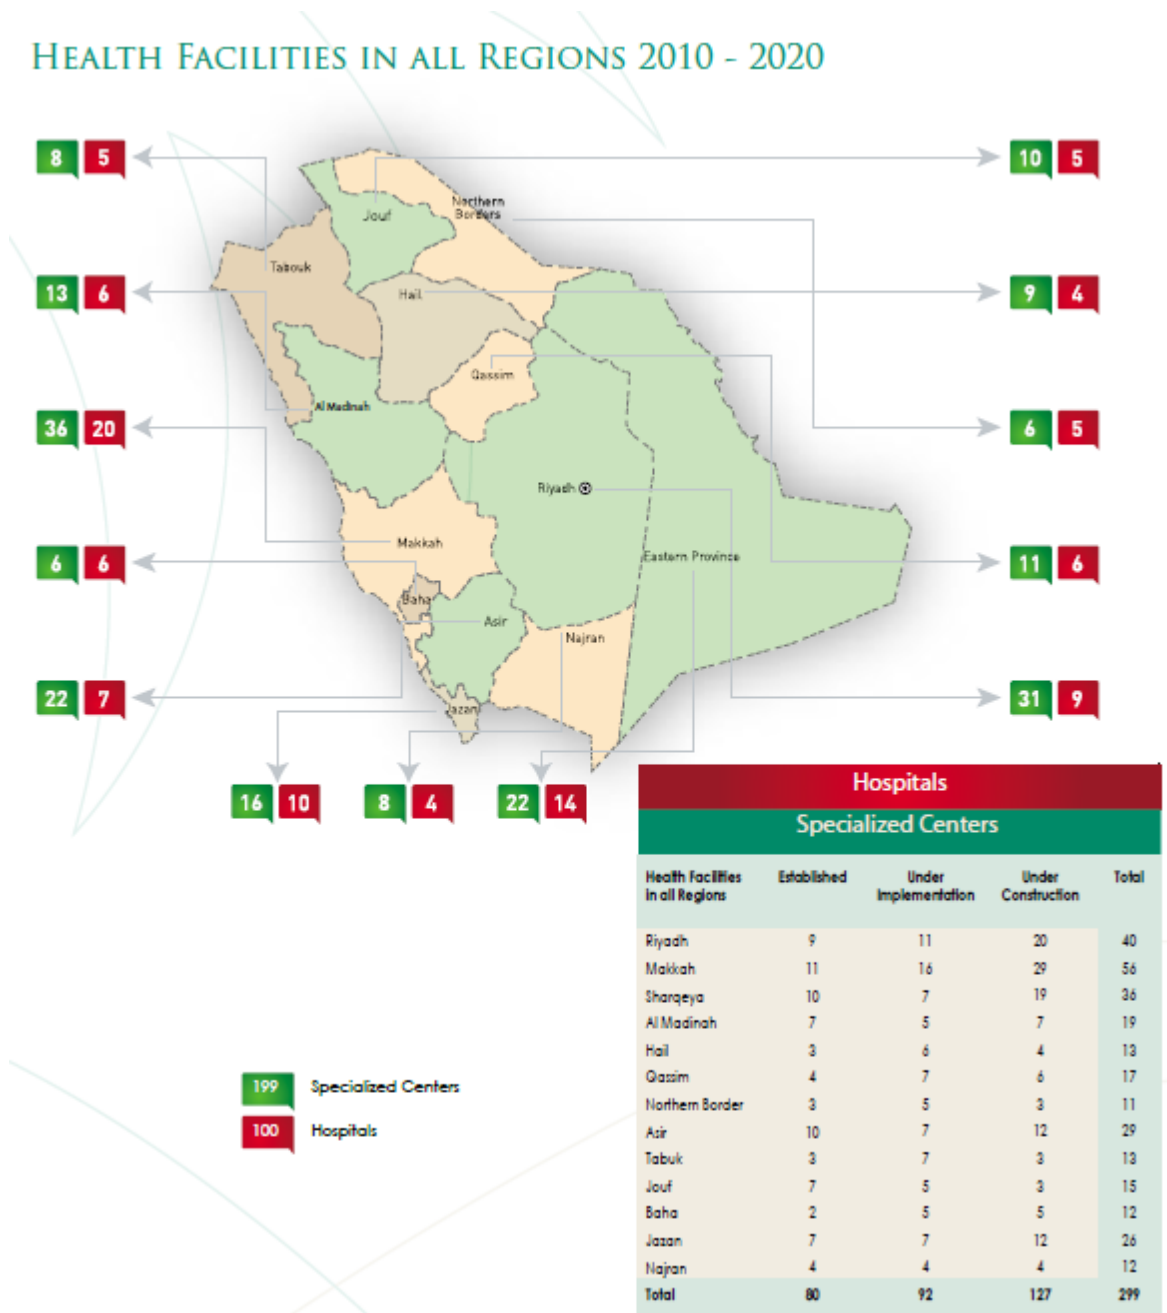 HEALTH FACILITIES IN ALL REGIONS 2010 - 2020
8 5
10 5
Jouf
Northern
Borders
Tabouk
13 6
Hail
9 4
Qassim
Al Madinah
36 20
6 5
Riyadh
Makkah
Eastern Province
6 6
11 6
Baha
Asir
Najran
22 7
31 9
Jazan
16 10
8 4
22 14
Hospitals
Specialized Centers
Health Facilities
in all Regions
Established
Under
Implementation
Under
Construction
Total
Riyadh 9 11 20 40
Makkah 11 16 29 56
Sharqeya 10 7 19 36
Al Madinah 7 5 7 19
Hail 3 6 4 13
Qassim 4 7 6 17
Northern Border 3 5 3 11
Asir 10 7 12 29
Tabuk 3 7 3 13
Jouf 7 5 3 15
Baha 2 5 5 12
Jazan 7 7 12 26
Najran 4 4 4 12
Total 80 92 127 299
199 Specialized Centers
100 Hospitals